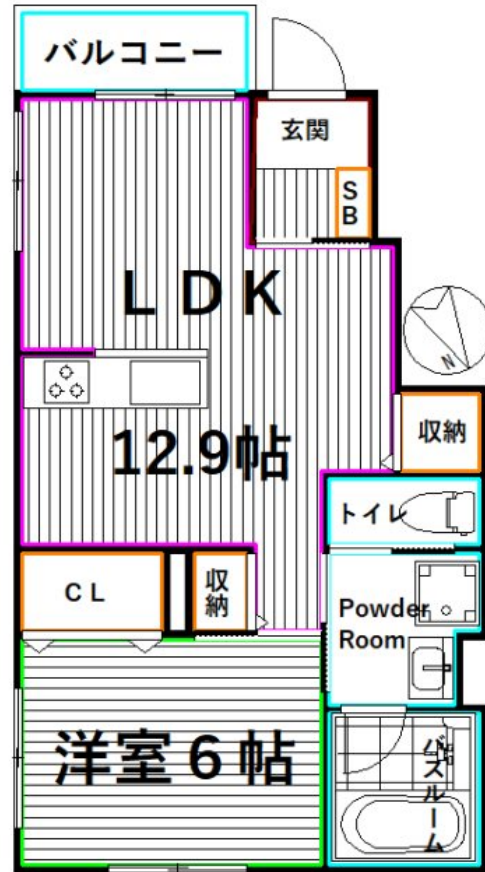 バルコニー
玄関
SB
LDK
N
12.9帖
収納
トイレ
CL
収納
Powder
Room
洋室6帖
バスルーム